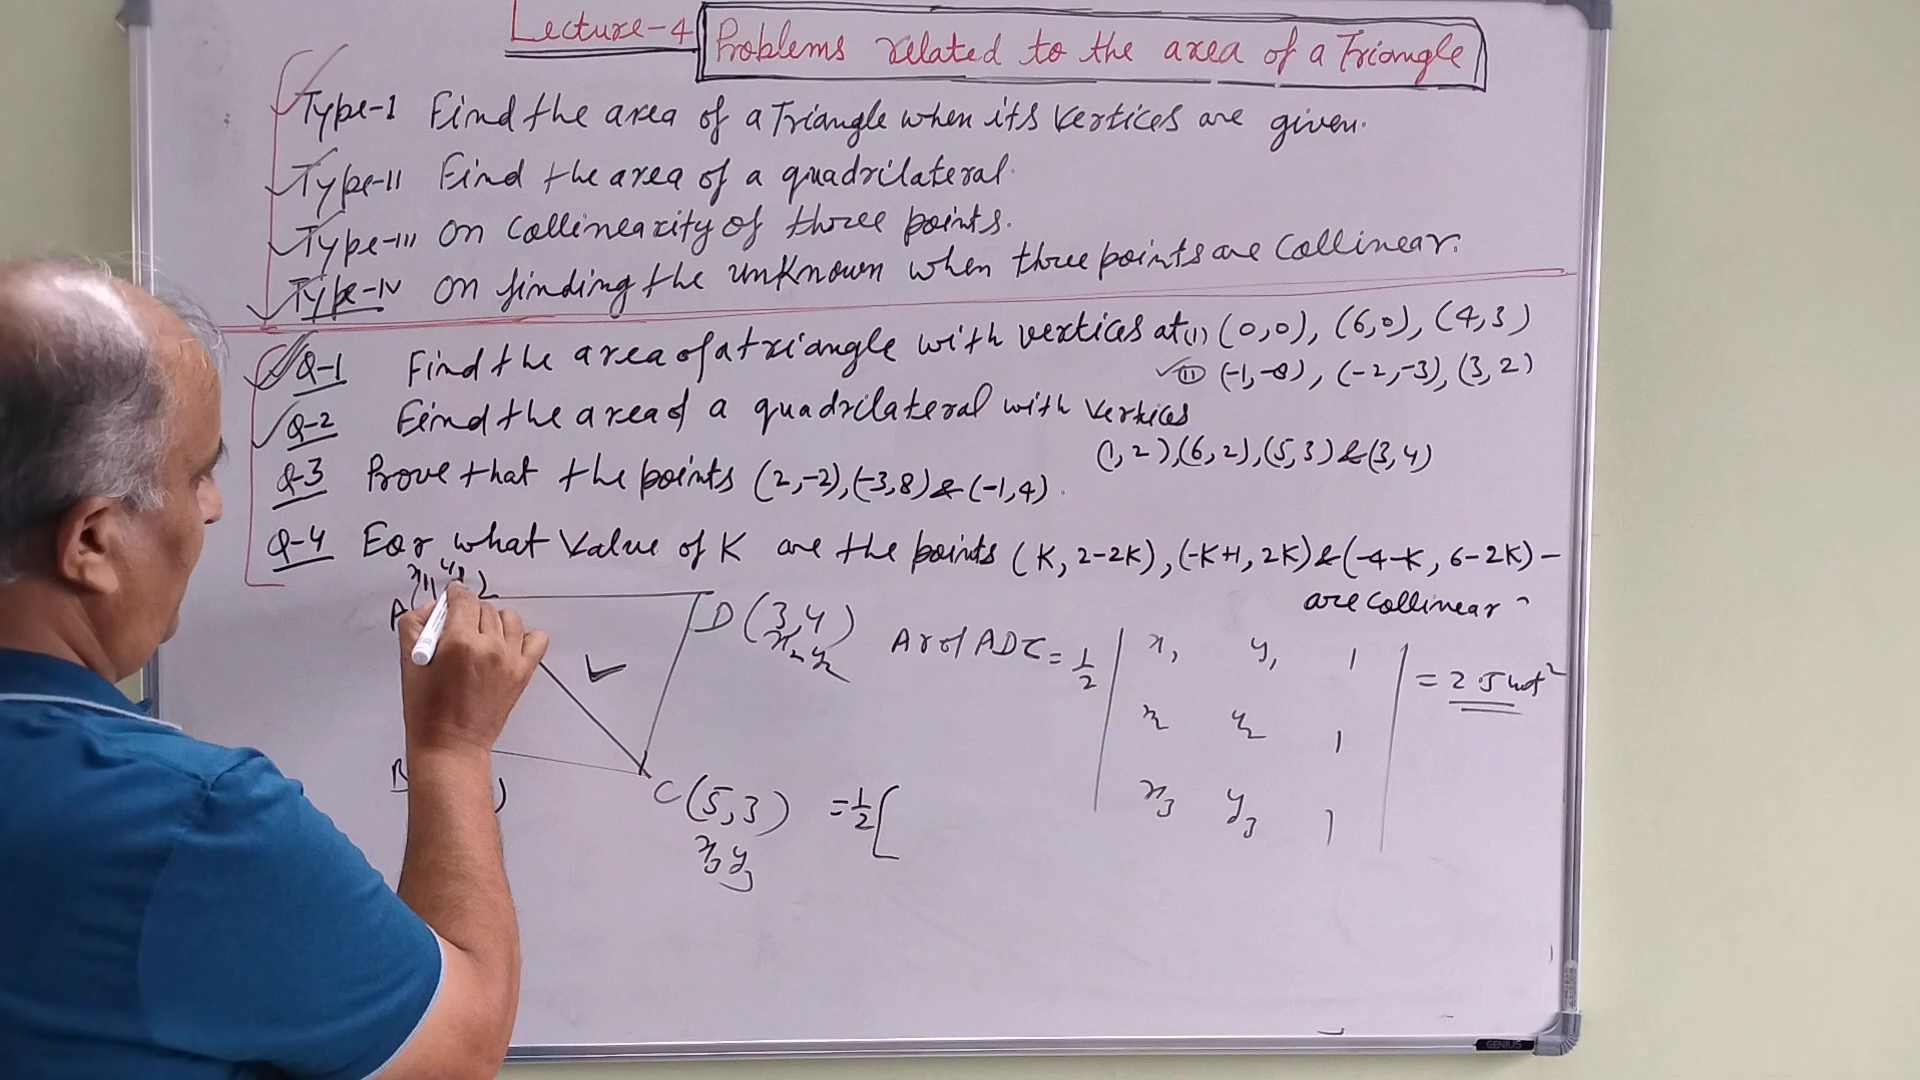 Lecture-4 Problems related to the area of a Triangle
Type-I Find the area of a Triangle when its vertices are given.
Type-II Find the area of a quadrilateral.
Type-III on collinearity of three points.
Type-IV on finding the unknown when three points are Collinear.
Q-1 Find the area of a triangle with vertices at (i) (0,0), (6,0), (4,3)
(ii) (-1,-8), (-2,-3), (3,2)
Q-2 Find the area of a quadrilateral with vertices
(1,2),(6,2),(5,3) & (3,4)
Q-3 Prove that the points (2,-2),(-3,8) & (-1,4).
Q-4 For what value of K are the points (K, 2-2K), (-K+1, 2K) & (-4-K, 6-2K) -
are collinear
x₁ y₁
A(
D(3,4)
x₂ y₂
Ar of ADC = 1/2 | x₁ y₁ 1 | = 2.5 unit²
x₂ y₂ 1
x₃ y₃ 1
B )
C(5,3) = 1/2 [
x₃ y₃
GENIUS